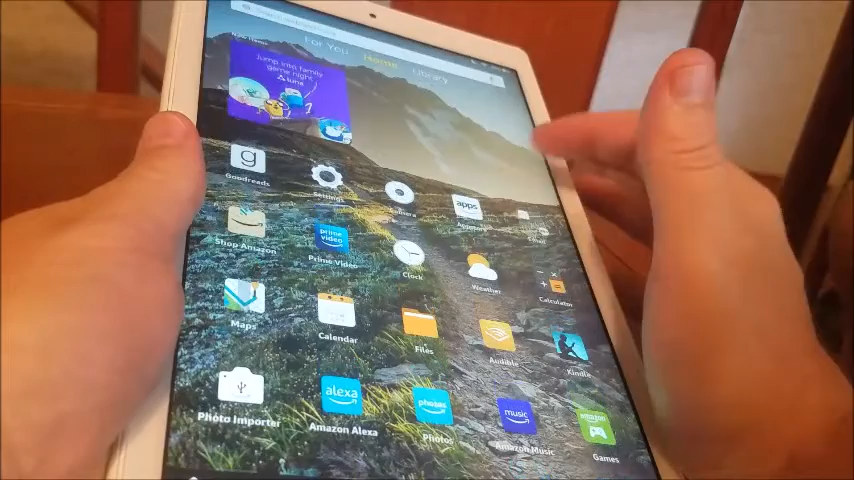 For You Home Library
Jump into family
game night
g
Goodreads
Settings
Camera
apps
Appstore
Shop Amazon
prime video
Prime Video
Clock
Weather
Calculator
Maps
Calendar
Files
Audible
Kindle
Photo Importer
alexa
Amazon Alexa
photos
Photos
music
Amazon Music
amazon
Games